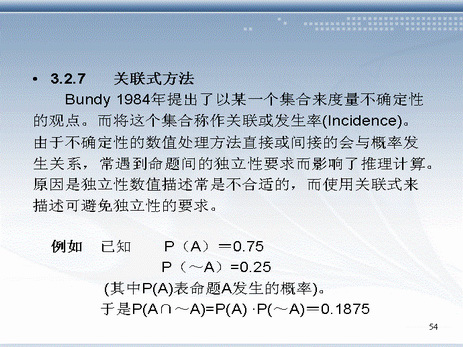 • 3.2.7 关联式方法
Bundy 1984年提出了以某一个集合来度量不确定性
的观点。而将这个集合称作关联或发生率(Incidence)。
由于不确定性的数值处理方法直接或间接的会与概率发
生关系，常遇到命题间的独立性要求而影响了推理计算。
原因是独立性数值描述常是不合适的，而使用关联式来
描述可避免独立性的要求。
例如 已知 P（A）＝0.75
P（～A）=0.25
(其中P(A)表命题A发生的概率)。
于是P(A∩～A)=P(A) ·P(～A)＝0.1875
54